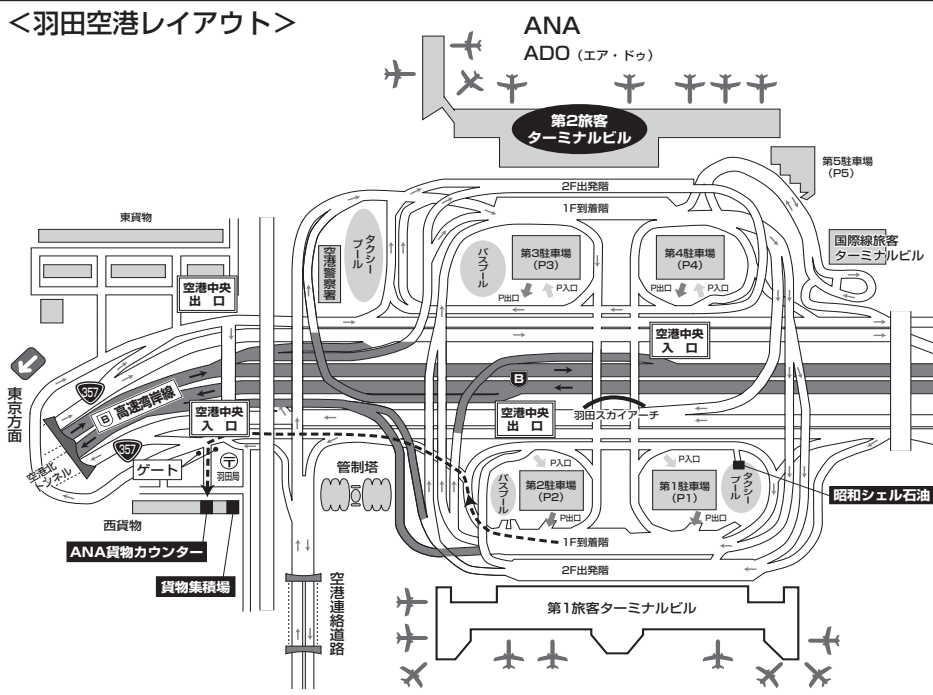 ＜羽田空港レイアウト＞
ANA
ADO（エア・ドゥ）
第2旅客
ターミナルビル
第5駐車場
(P5)
2F出発階
1F到着階
東貨物
タクシー
プール
空港警察署
バスプール
第3駐車場
(P3)
P出口
P入口
第4駐車場
(P4)
P出口
P入口
国際線旅客
ターミナルビル
空港中央
出 口
空港中央
入 口
東京方面
357
B 高速湾岸線
B
空港中央
入 口
空港中央
出 口
羽田スカイアーチ
357
空港北
トンネル
ゲート
〒
羽田局
管制塔
バスプール
P入口
第2駐車場
(P2)
P出口
P入口
第1駐車場
(P1)
P出口
タクシー
プール
昭和シェル石油
西貨物
ANA貨物カウンター
貨物集積場
1F到着階
2F出発階
空港連絡道路
第1旅客ターミナルビル